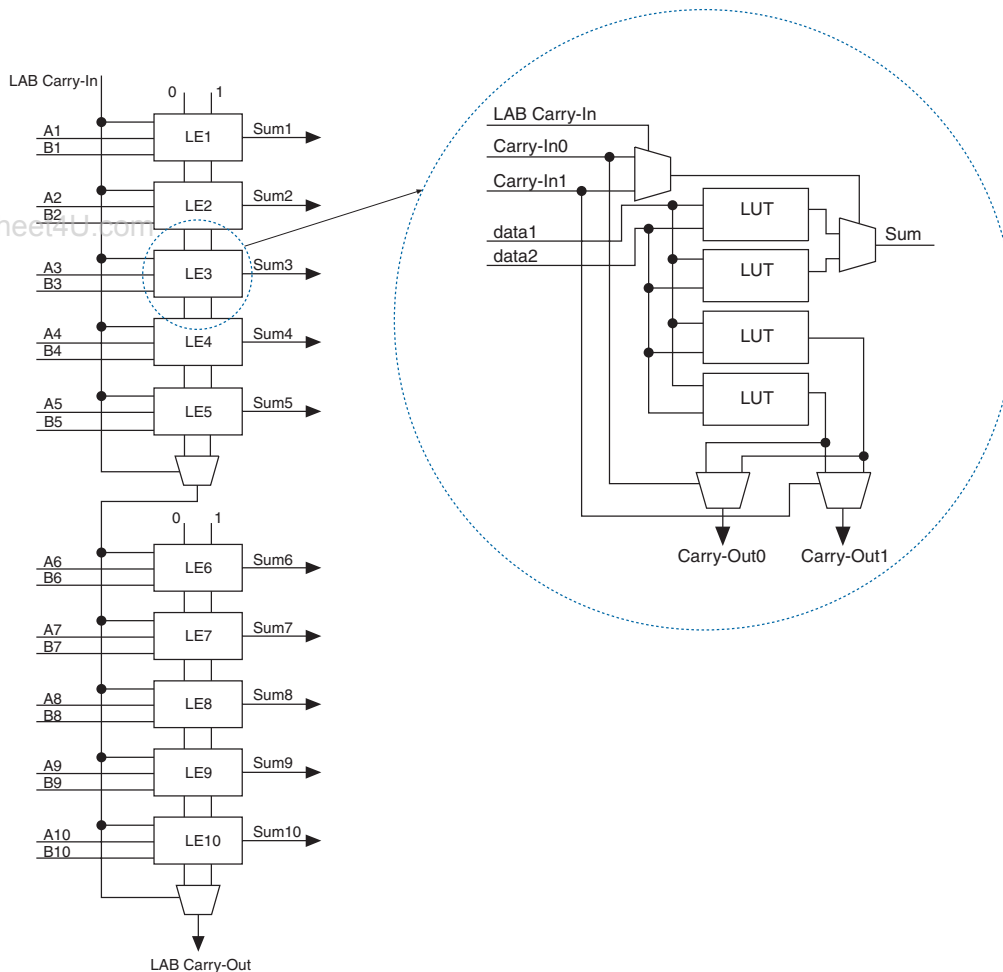 LAB Carry-In
0 1
A1
B1
LE1
Sum1
A2
B2
LE2
Sum2
neet4U.com
A3
B3
LE3
Sum3
A4
B4
LE4
Sum4
A5
B5
LE5
Sum5
0 1
A6
B6
LE6
Sum6
A7
B7
LE7
Sum7
A8
B8
LE8
Sum8
A9
B9
LE9
Sum9
A10
B10
LE10
Sum10
LAB Carry-Out
LAB Carry-In
Carry-In0
Carry-In1
data1
data2
LUT
LUT
LUT
LUT
Sum
Carry-Out0
Carry-Out1